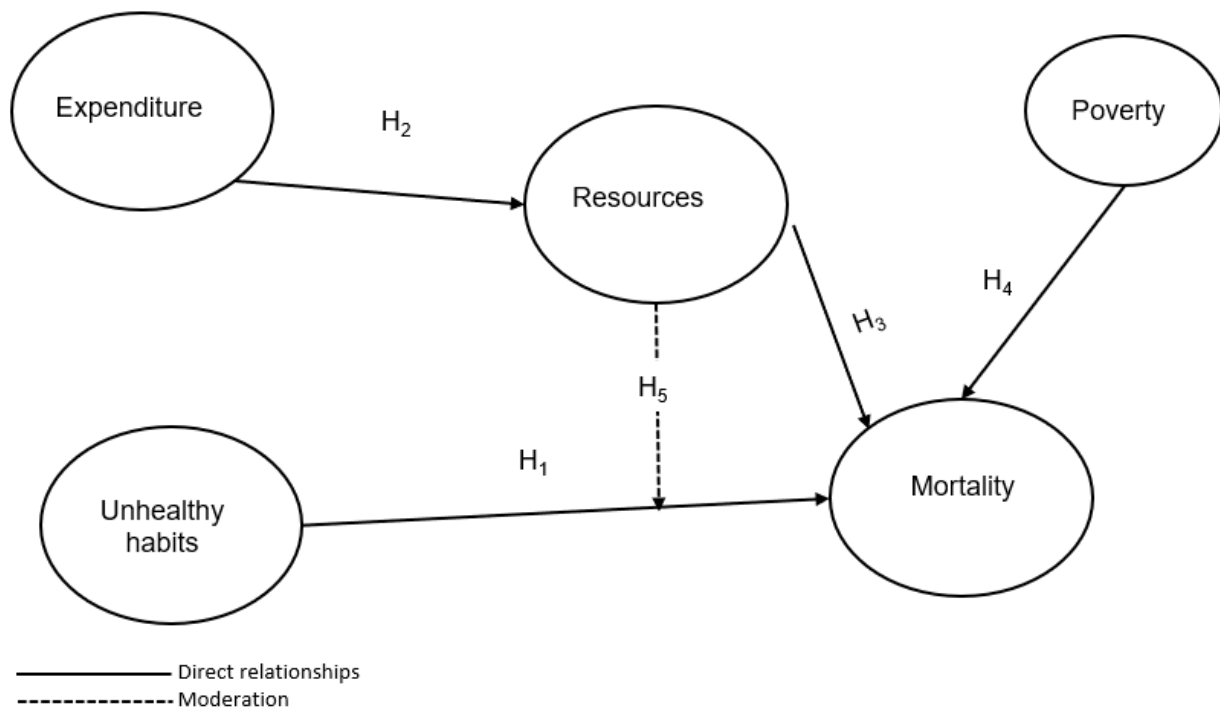 Expenditure
H₂
Resources
Poverty
H₄
H₃
H₅
H₁
Unhealthy
habits
Mortality
Direct relationships
Moderation